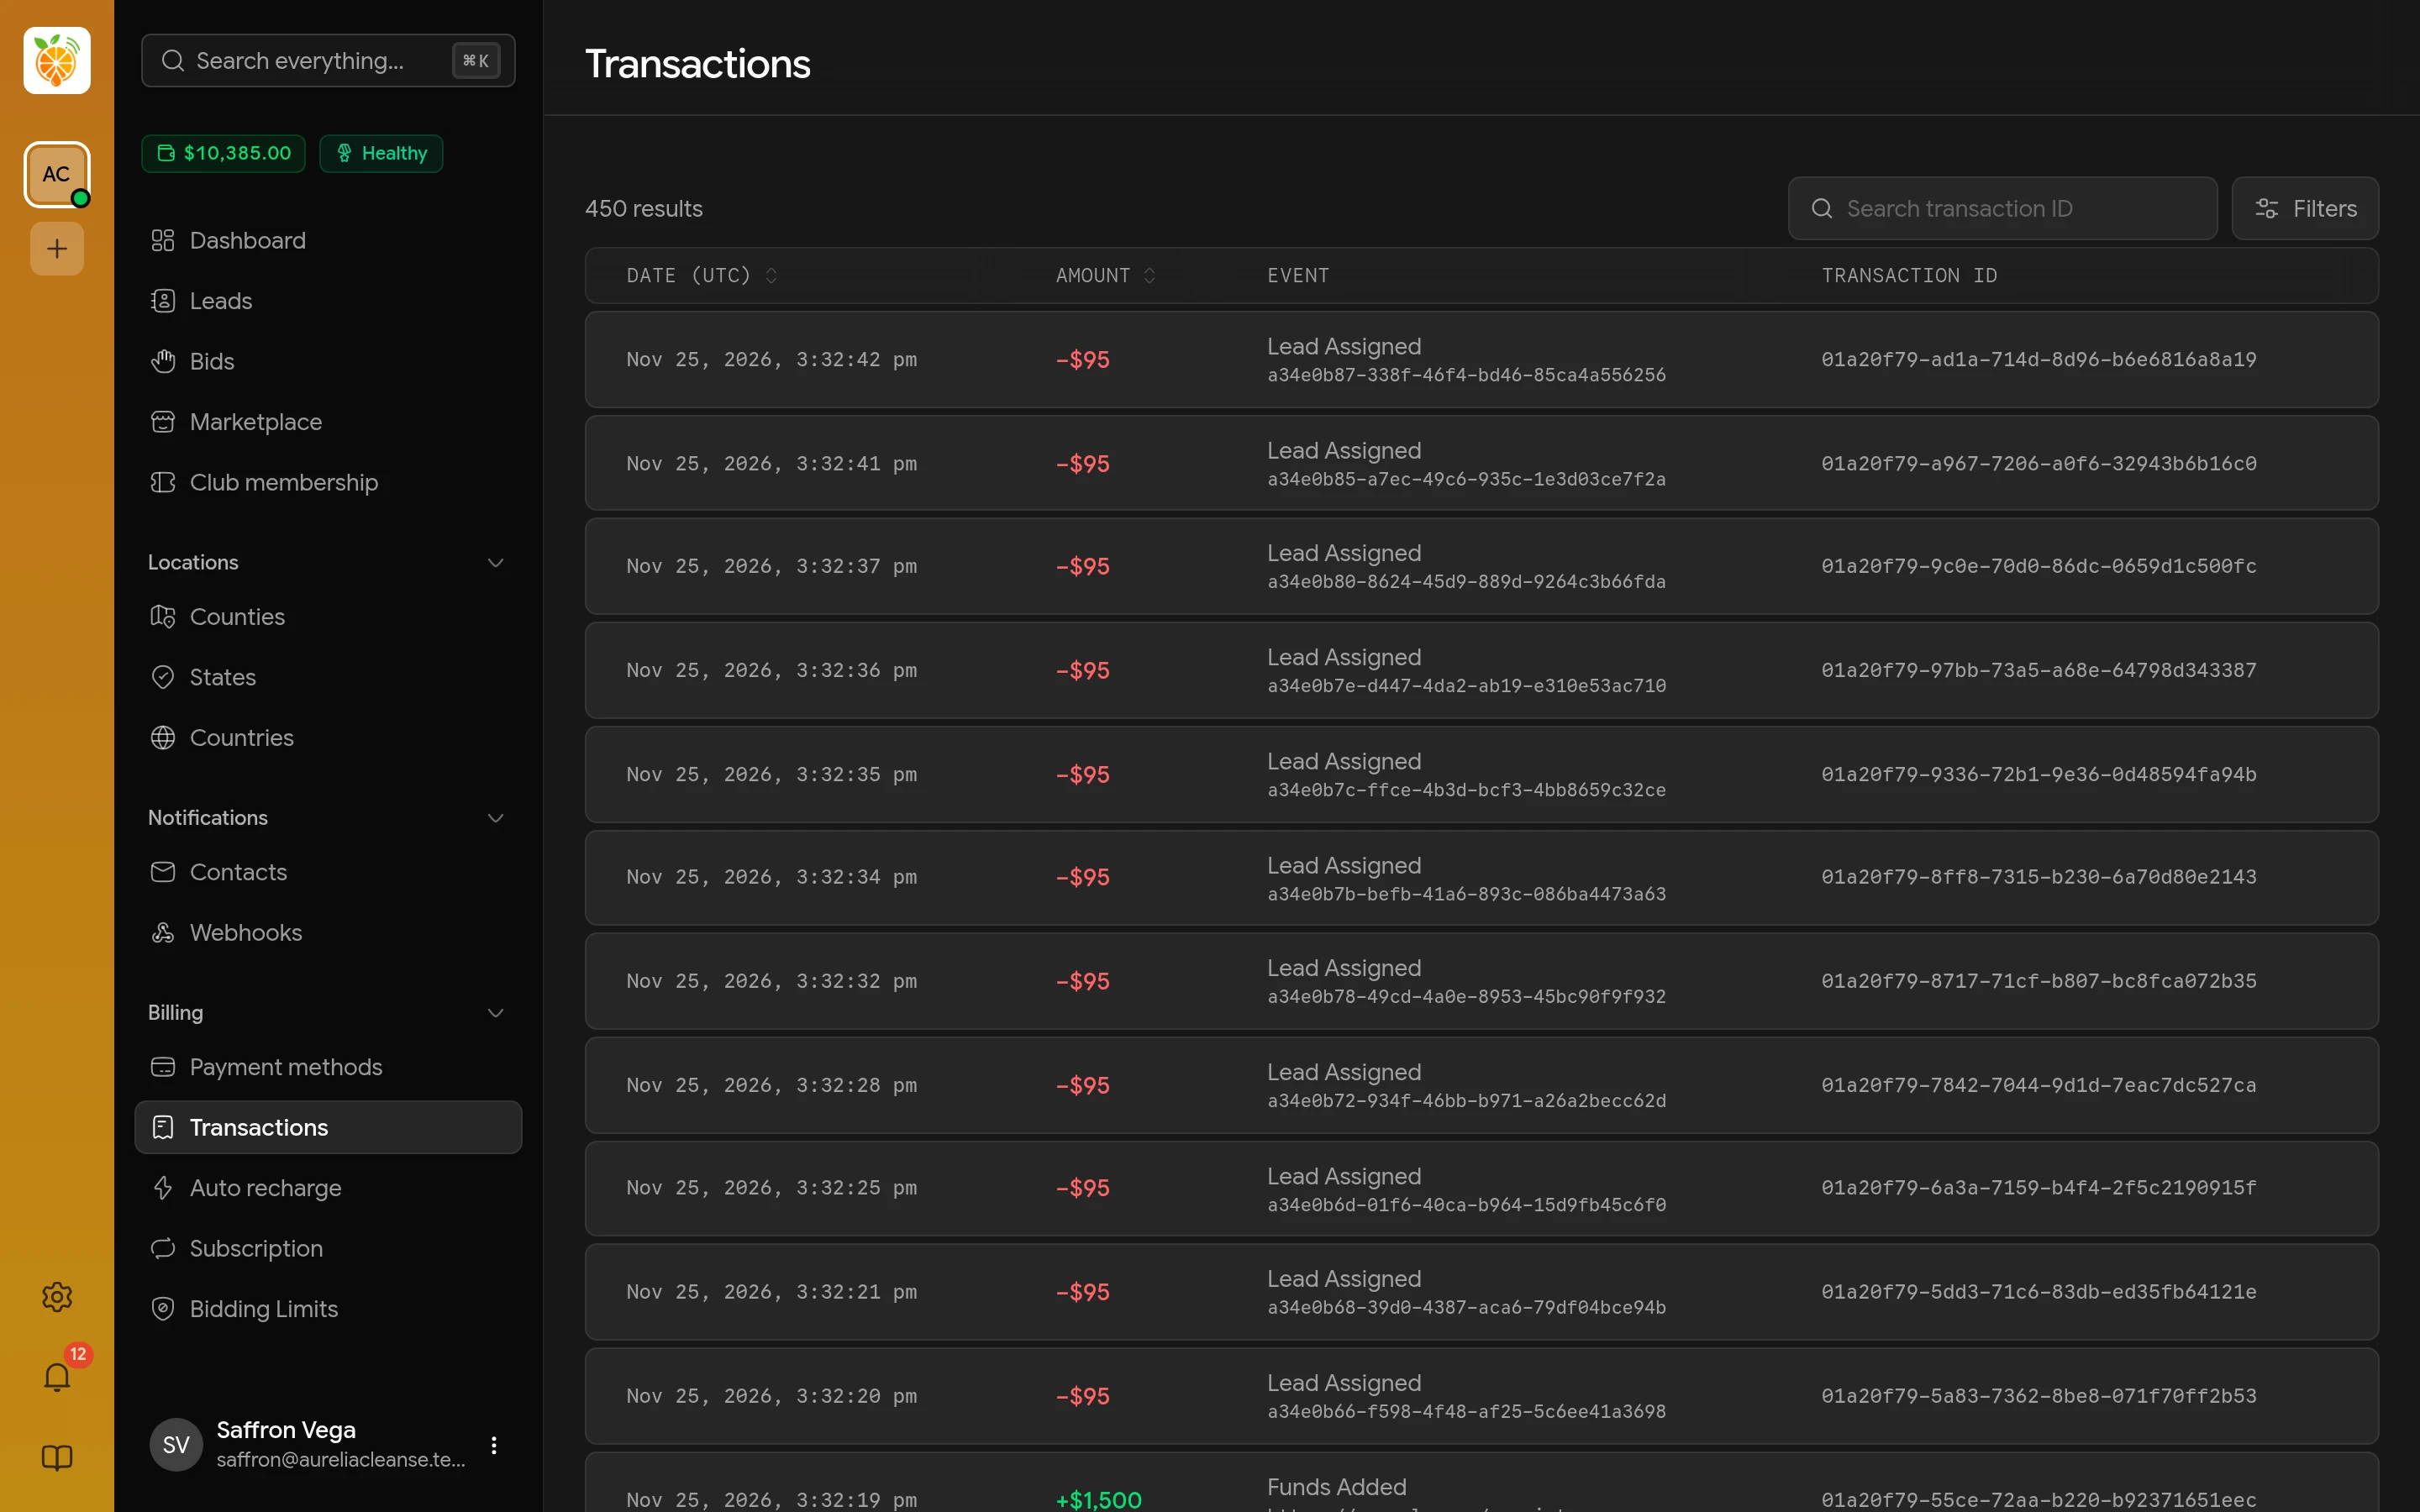 Search everything...
⌘K
$10,385.00
Healthy
AC
Dashboard
Leads
Bids
Marketplace
Club membership
Locations
Counties
States
Countries
Notifications
Contacts
Webhooks
Billing
Payment methods
Transactions
Auto recharge
Subscription
Bidding Limits
12
SV
Saffron Vega
saffron@aureliacleanse.te...
Transactions
450 results
Search transaction ID
Filters
DATE (UTC) AMOUNT EVENT TRANSACTION ID
Nov 25, 2026, 3:32:42 pm -$95 Lead Assigned 01a20f79-ad1a-714d-8d96-b6e6816a8a19
a34e0b87-338f-46f4-bd46-85ca4a556256
Nov 25, 2026, 3:32:41 pm -$95 Lead Assigned 01a20f79-a967-7206-a0f6-32943b6b16c0
a34e0b85-a7ec-49c6-935c-1e3d03ce7f2a
Nov 25, 2026, 3:32:37 pm -$95 Lead Assigned 01a20f79-9c0e-70d0-86dc-0659d1c500fc
a34e0b80-8624-45d9-889d-9264c3b66fda
Nov 25, 2026, 3:32:36 pm -$95 Lead Assigned 01a20f79-97bb-73a5-a68e-64798d343387
a34e0b7e-d447-4da2-ab19-e310e53ac710
Nov 25, 2026, 3:32:35 pm -$95 Lead Assigned 01a20f79-9336-72b1-9e36-0d48594fa94b
a34e0b7c-ffce-4b3d-bcf3-4bb8659c32ce
Nov 25, 2026, 3:32:34 pm -$95 Lead Assigned 01a20f79-8ff8-7315-b230-6a70d80e2143
a34e0b7b-befb-41a6-893c-086ba4473a63
Nov 25, 2026, 3:32:32 pm -$95 Lead Assigned 01a20f79-8717-71cf-b807-bc8fca072b35
a34e0b78-49cd-4a0e-8953-45bc90f9f932
Nov 25, 2026, 3:32:28 pm -$95 Lead Assigned 01a20f79-7842-7044-9d1d-7eac7dc527ca
a34e0b72-934f-46bb-b971-a26a2becc62d
Nov 25, 2026, 3:32:25 pm -$95 Lead Assigned 01a20f79-6a3a-7159-b4f4-2f5c2190915f
a34e0b6d-01f6-40ca-b964-15d9fb45c6f0
Nov 25, 2026, 3:32:21 pm -$95 Lead Assigned 01a20f79-5dd3-71c6-83db-ed35fb64121e
a34e0b68-39d0-4387-aca6-79df04bce94b
Nov 25, 2026, 3:32:20 pm -$95 Lead Assigned 01a20f79-5a83-7362-8be8-071f70ff2b53
a34e0b66-f598-4f48-af25-5c6ee41a3698
Nov 25, 2026, 3:32:19 pm +$1,500 Funds Added 01a20f79-55ce-72aa-b220-b92371651eec